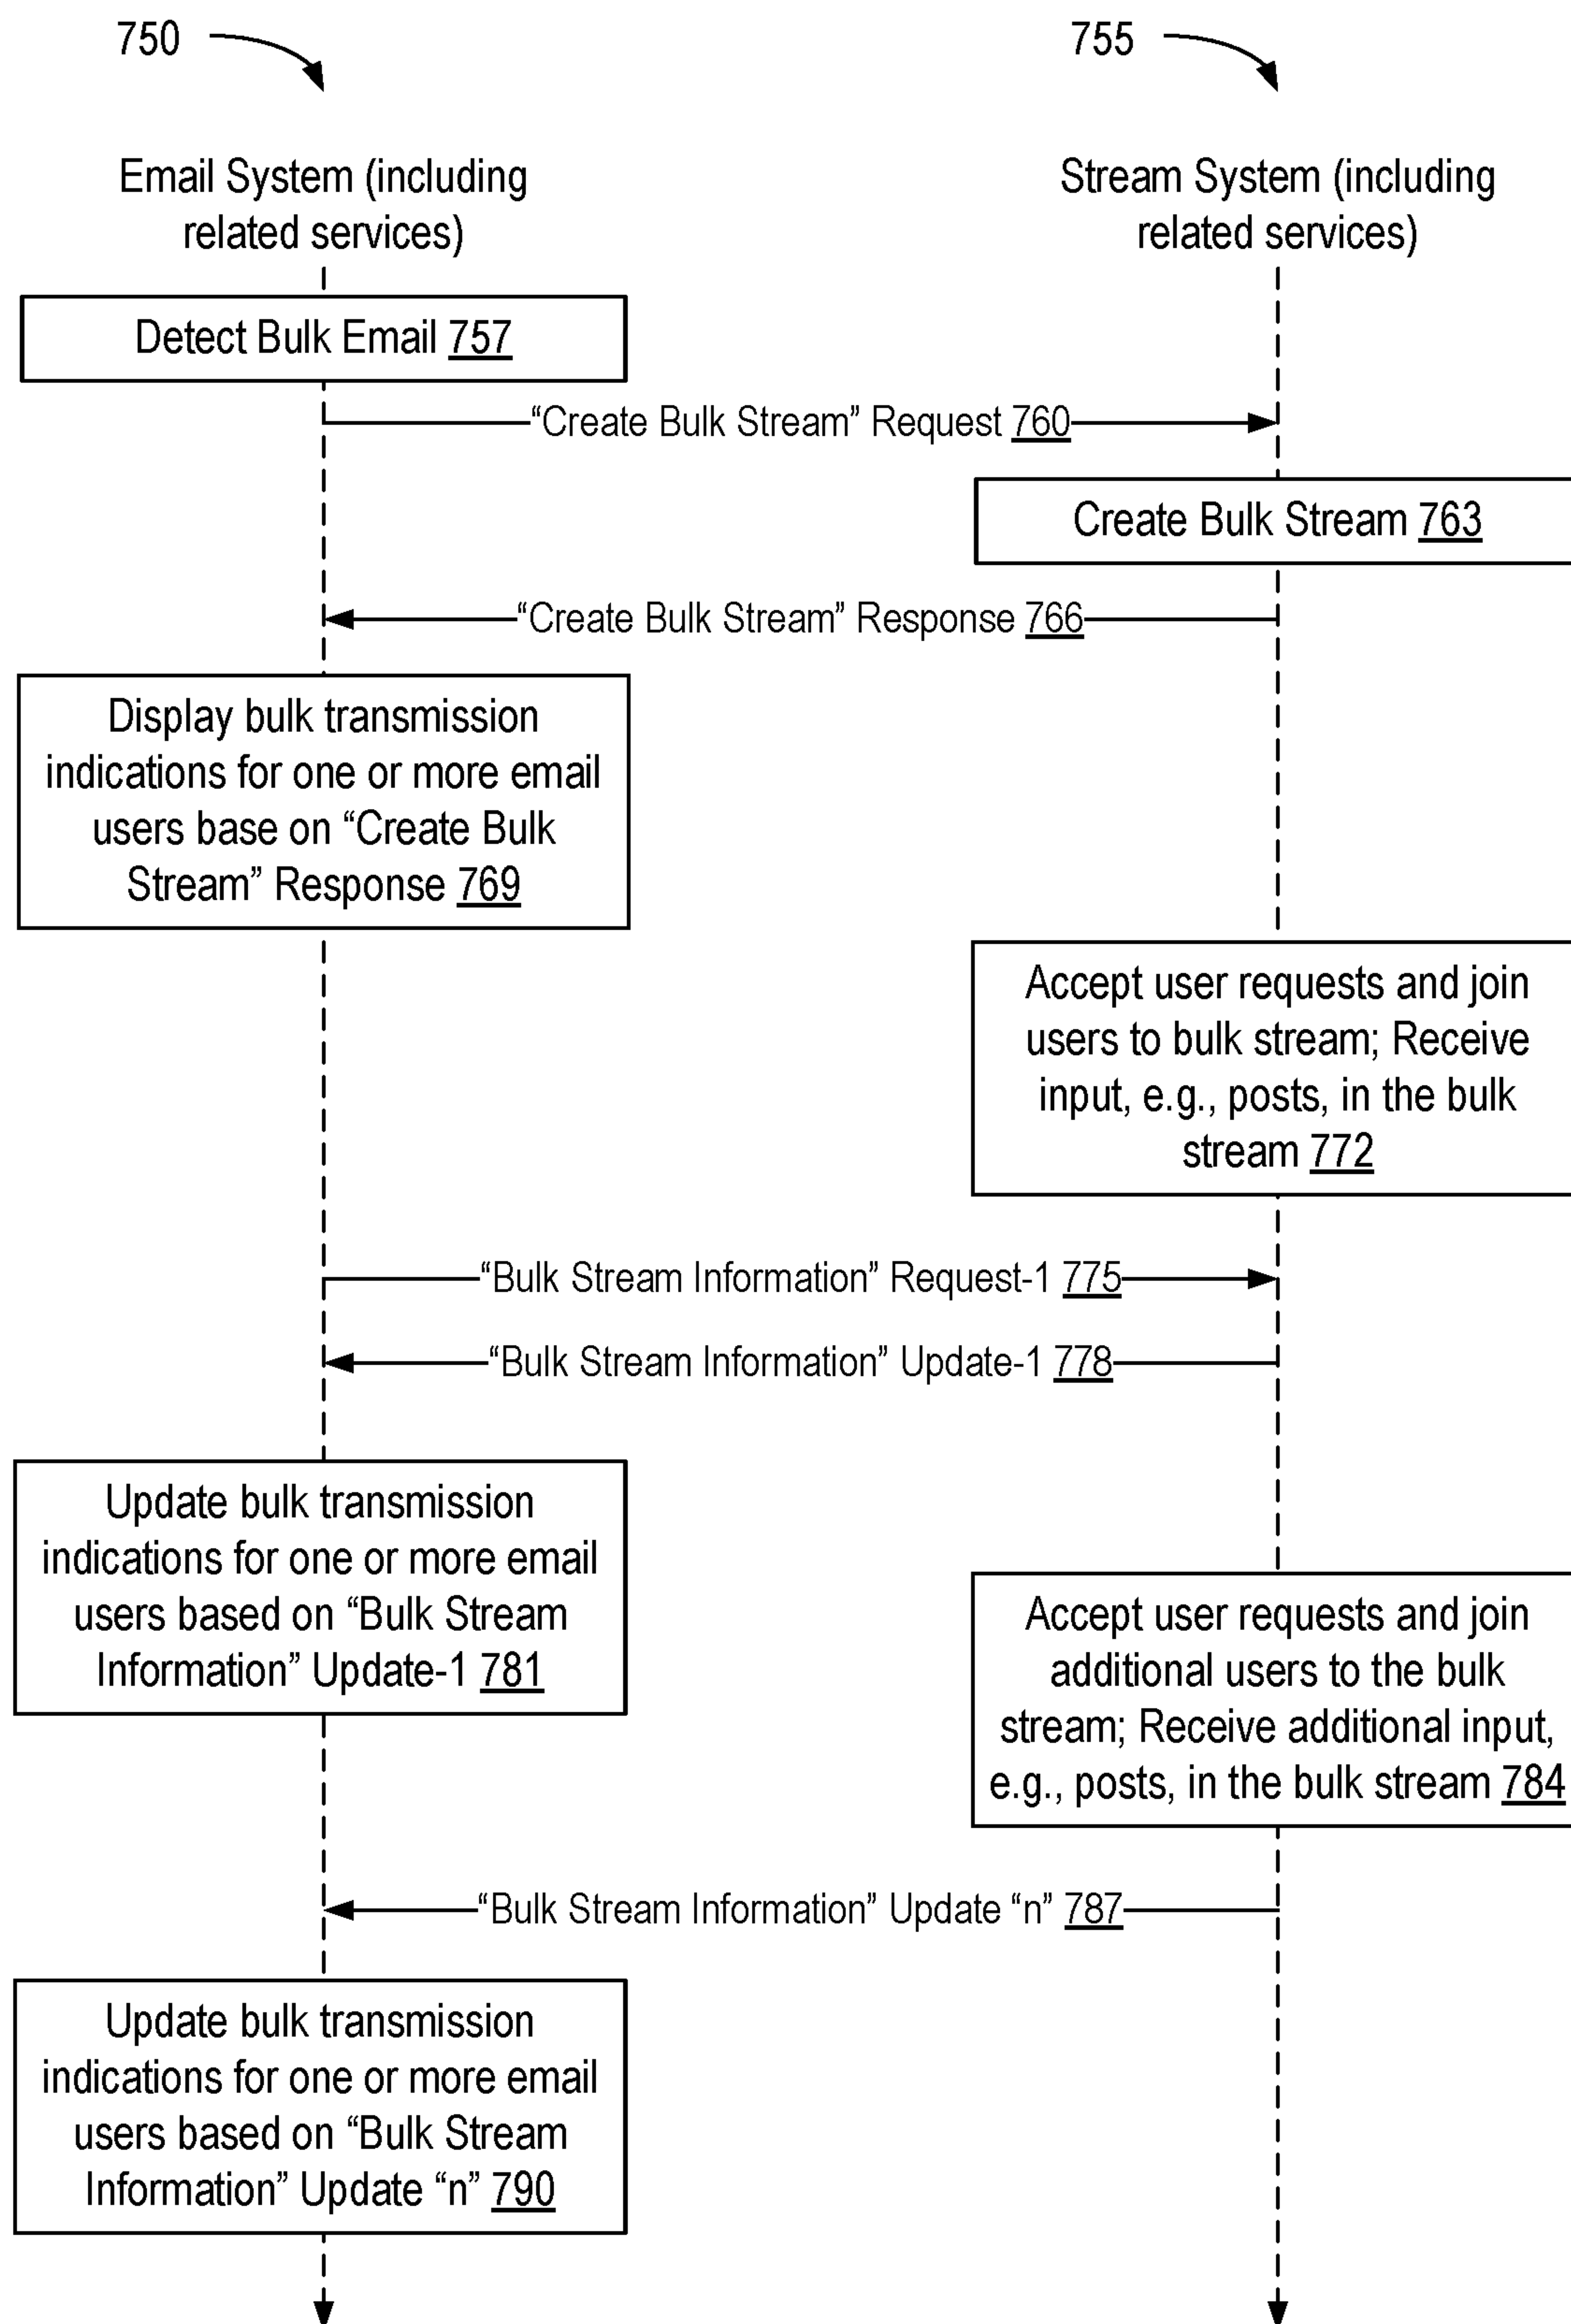 750
755
Email System (including
related services)
Stream System (including
related services)
Detect Bulk Email 757
“Create Bulk Stream” Request 760
Create Bulk Stream 763
“Create Bulk Stream” Response 766
Display bulk transmission
indications for one or more email
users base on “Create Bulk
Stream” Response 769
Accept user requests and join
users to bulk stream; Receive
input, e.g., posts, in the bulk
stream 772
“Bulk Stream Information” Request-1 775
“Bulk Stream Information” Update-1 778
Update bulk transmission
indications for one or more email
users based on “Bulk Stream
Information” Update-1 781
Accept user requests and join
additional users to the bulk
stream; Receive additional input,
e.g., posts, in the bulk stream 784
“Bulk Stream Information” Update “n” 787
Update bulk transmission
indications for one or more email
users based on “Bulk Stream
Information” Update “n” 790